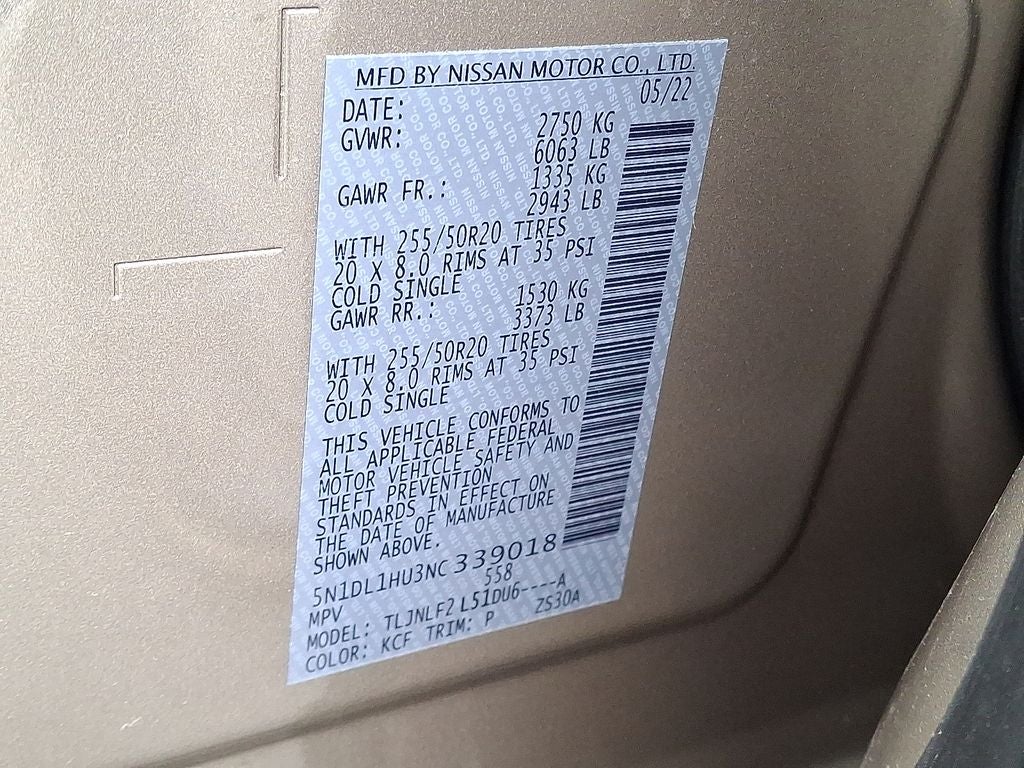 MFD BY NISSAN MOTOR CO., LTD.
DATE: 05/22
GVWR: 2750 KG
6063 LB
GAWR FR.: 1335 KG
2943 LB
WITH 255/50R20 TIRES
20 X 8.0 RIMS AT 35 PSI
COLD SINGLE
GAWR RR.: 1530 KG
3373 LB
WITH 255/50R20 TIRES
20 X 8.0 RIMS AT 35 PSI
COLD SINGLE
THIS VEHICLE CONFORMS TO
ALL APPLICABLE FEDERAL
MOTOR VEHICLE SAFETY AND
THEFT PREVENTION
STANDARDS IN EFFECT ON
THE DATE OF MANUFACTURE
SHOWN ABOVE.
5N1DL1HU3NC339018
MPV 558
MODEL: TLJNLF2L51DU6----A
COLOR: KCF TRIM: P ZS30A